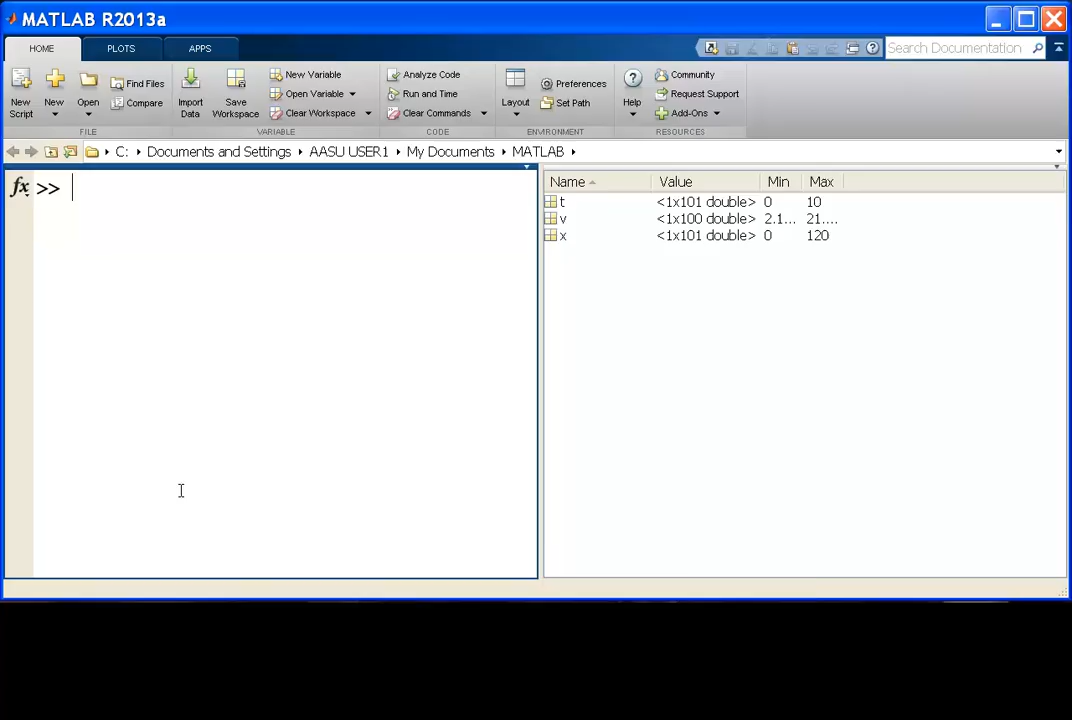 MATLAB R2013a
HOME PLOTS APPS Search Documentation
New Script New Open Find Files Compare
Import Data Save Workspace New Variable Open Variable Clear Workspace
Analyze Code Run and Time Clear Commands
Layout Preferences Set Path
Help Community Request Support Add-Ons
FILE VARIABLE CODE ENVIRONMENT RESOURCES
C: Documents and Settings AASU USER1 My Documents MATLAB
fx >>
Name Value Min Max
t <1x101 double> 0 10
v <1x100 double> 2.1... 21....
x <1x101 double> 0 120